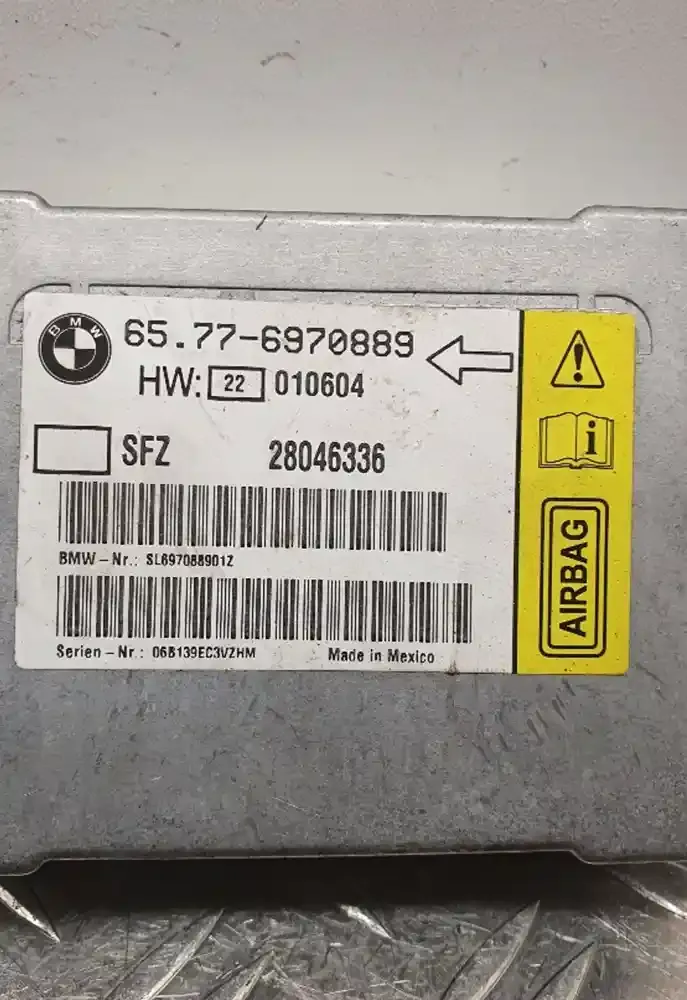 BMW
65.77-6970889
HW: 22 010604
SFZ 28046336
BMW-Nr.: SL697088901Z
Serien-Nr.: 06B139EC3VZHM Made in Mexico
i
AIRBAG